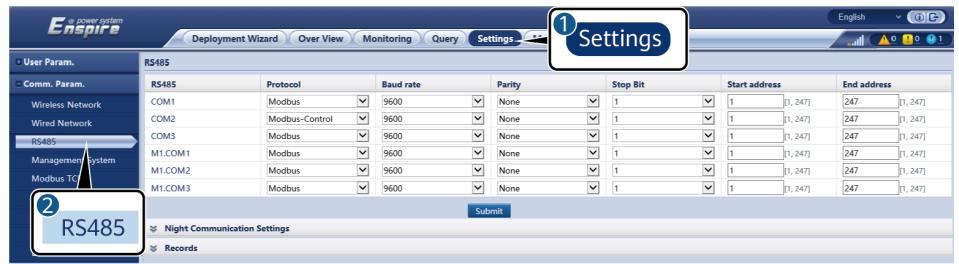 Enspire e power system
English
Deployment Wizard Over View Monitoring Query Settings
1 Settings
0 0 1
User Param.
RS485
Comm. Param.
RS485 Protocol Baud rate Parity Stop Bit Start address End address
Wireless Network
COM1 Modbus 9600 None 1 1 [1, 247] 247 [1, 247]
Wired Network
COM2 Modbus-Control 9600 None 1 1 [1, 247] 247 [1, 247]
RS485
COM3 Modbus 9600 None 1 1 [1, 247] 247 [1, 247]
Management System
M1.COM1 Modbus 9600 None 1 1 [1, 247] 247 [1, 247]
Modbus TC
M1.COM2 Modbus 9600 None 1 1 [1, 247] 247 [1, 247]
M1.COM3 Modbus 9600 None 1 1 [1, 247] 247 [1, 247]
2 RS485
Submit
Night Communication Settings
Records